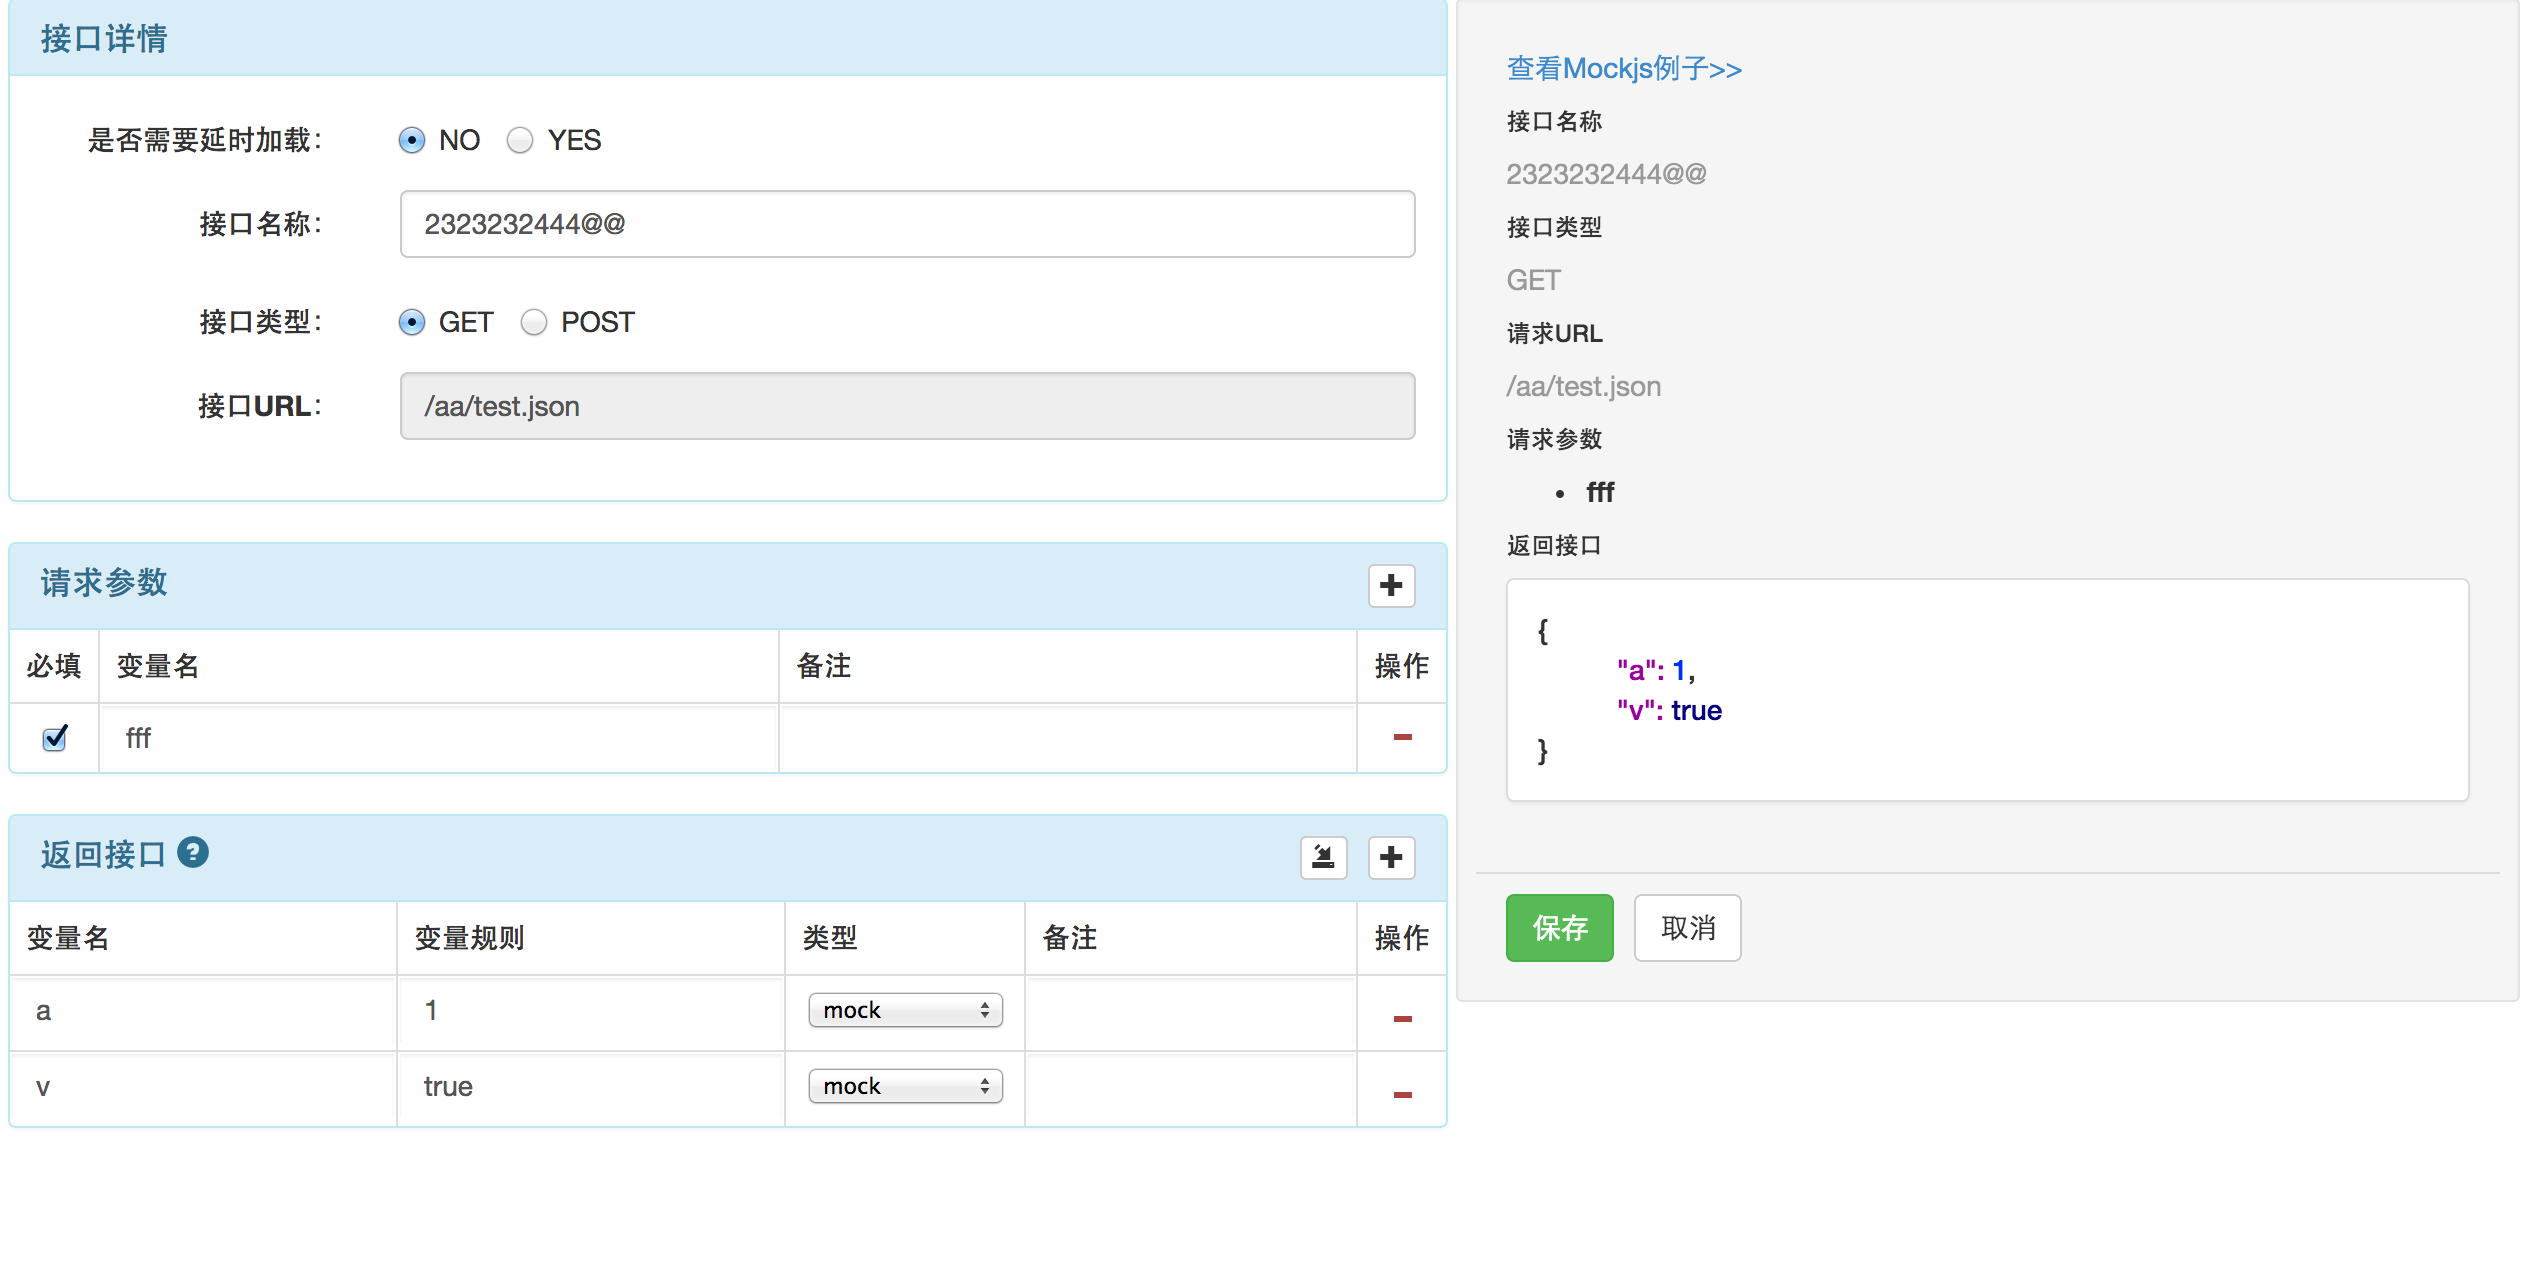 接口详情
是否需要延时加载： NO YES
接口名称： 2323232444@@
接口类型： GET POST
接口URL： /aa/test.json
请求参数
必填 变量名 备注 操作
fff
返回接口 ?
变量名 变量规则 类型 备注 操作
a 1 mock
v true mock
查看Mockjs例子>>
接口名称
2323232444@@
接口类型
GET
请求URL
/aa/test.json
请求参数
• fff
返回接口
{
"a": 1,
"v": true
}
保存 取消